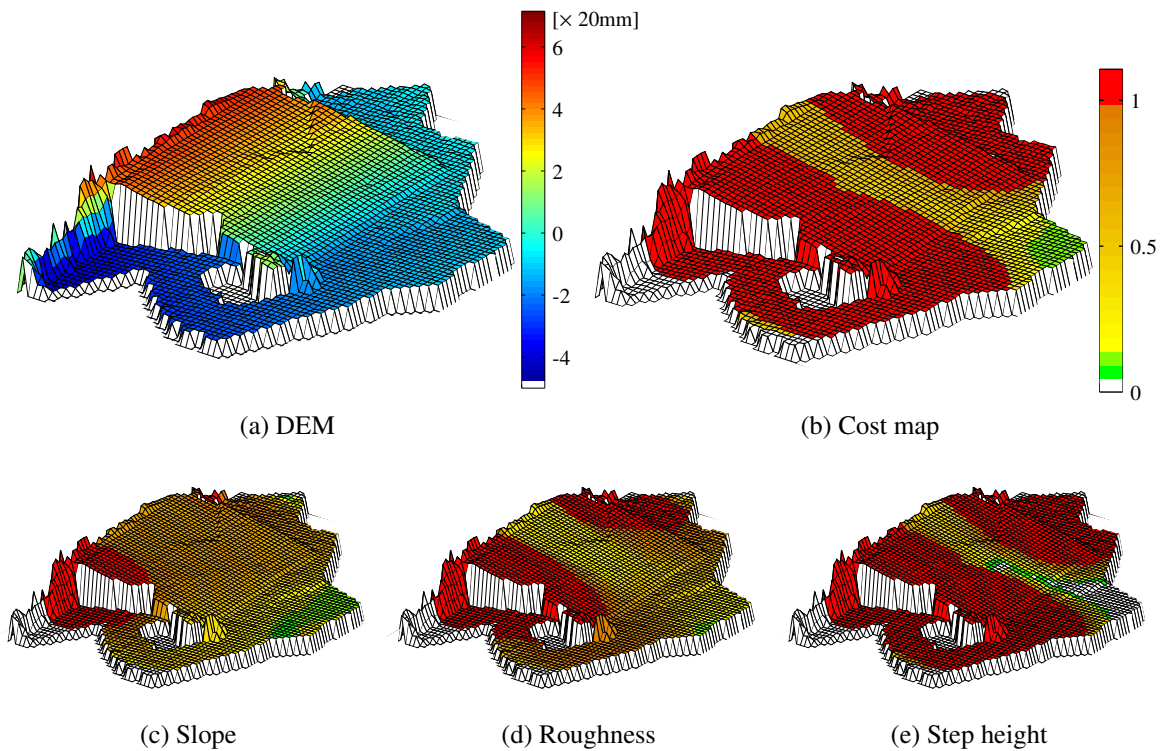 [× 20mm]
6
4
2
0
-2
-4
1
0.5
0
(a) DEM
(b) Cost map
(c) Slope
(d) Roughness
(e) Step height